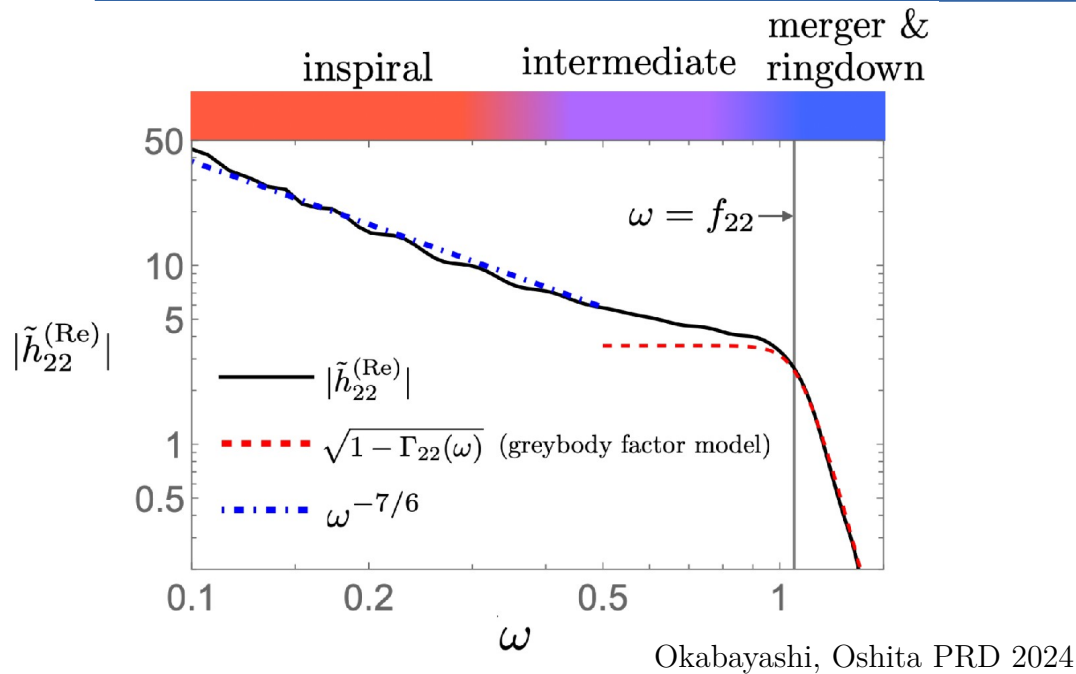 inspiral
intermediate
merger &
ringdown
50
10
5
1
0.5
|h̃₂₂^(Re)|
ω = f₂₂
|h̃₂₂^(Re)|
√(1 − Γ₂₂(ω)) (greybody factor model)
ω^(−7/6)
0.1
0.2
0.5
1
ω
Okabayashi, Oshita PRD 2024